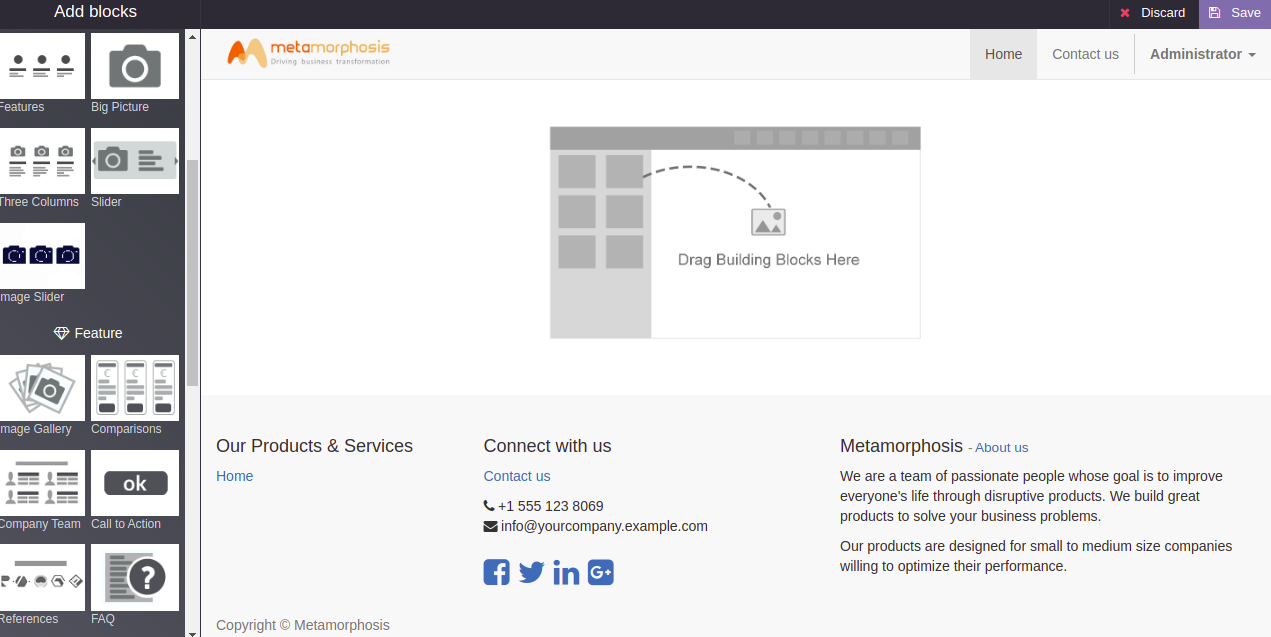 Add blocks
Discard
Save
Features
Big Picture
Three Columns
Slider
mage Slider
Feature
mage Gallery
Comparisons
Company Team
ok
Call to Action
References
?
FAQ
metamorphosis
Driving business transformation
Home
Contact us
Administrator
Drag Building Blocks Here
Our Products & Services
Home
Connect with us
Contact us
+1 555 123 8069
info@yourcompany.example.com
Metamorphosis - About us
We are a team of passionate people whose goal is to improve
everyone's life through disruptive products. We build great
products to solve your business problems.
Our products are designed for small to medium size companies
willing to optimize their performance.
Copyright © Metamorphosis